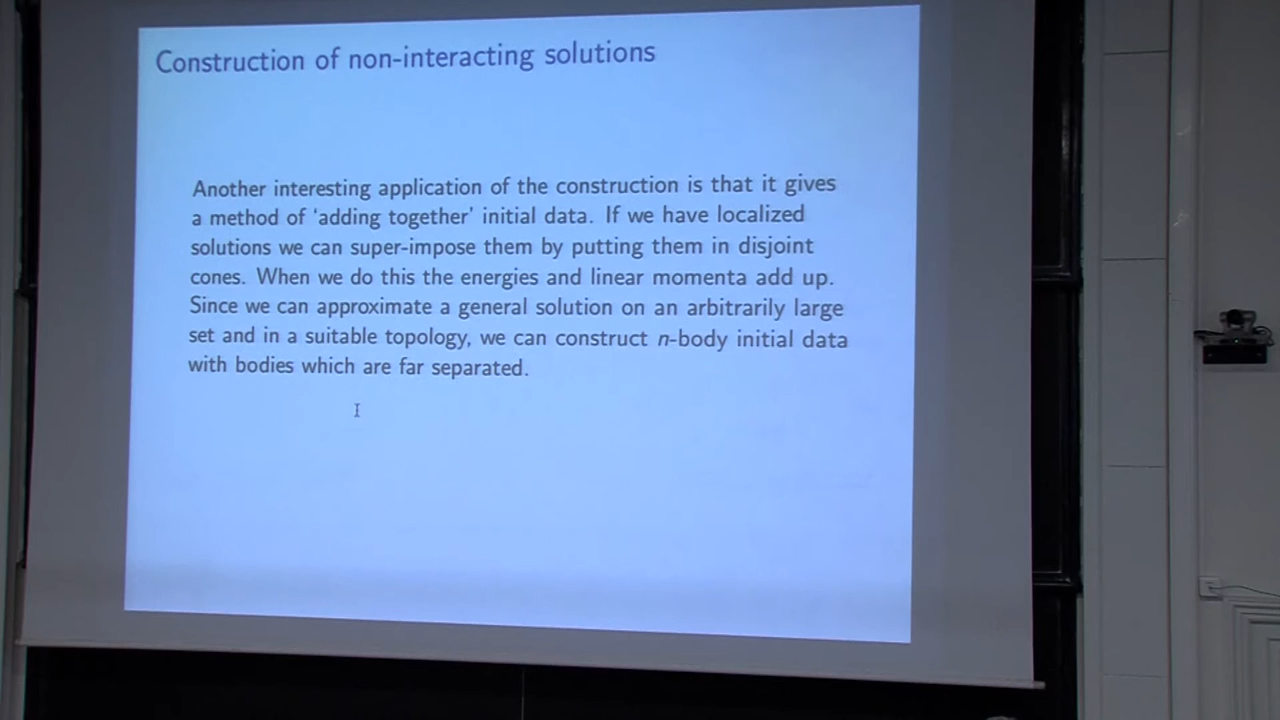 Construction of non-interacting solutions
Another interesting application of the construction is that it gives
a method of ‘adding together’ initial data. If we have localized
solutions we can super-impose them by putting them in disjoint
cones. When we do this the energies and linear momenta add up.
Since we can approximate a general solution on an arbitrarily large
set and in a suitable topology, we can construct n-body initial data
with bodies which are far separated.